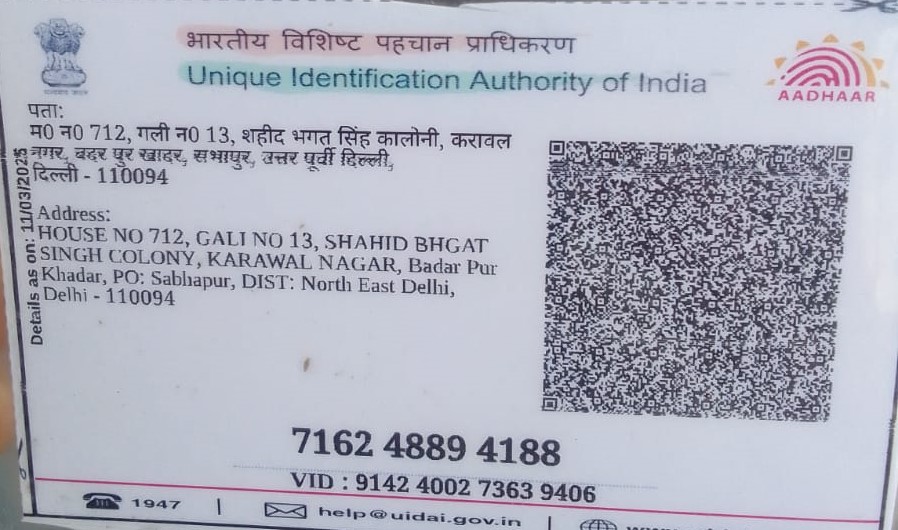 भारतीय विशिष्ट पहचान प्राधिकरण
Unique Identification Authority of India
AADHAAR
पता:
म0 न0 712, गली न0 13, शहीद भगत सिंह कालोनी, करावल
नगर, बदर पुर खादर, सभापुर, उत्तर पूर्वी दिल्ली,
दिल्ली - 110094
Details as on: 11/03/2025
Address:
HOUSE NO 712, GALI NO 13, SHAHID BHGAT
SINGH COLONY, KARAWAL NAGAR, Badar Pur
Khadar, PO: Sabhapur, DIST: North East Delhi,
Delhi - 110094
7162 4889 4188
VID : 9142 4002 7363 9406
1947 | help@uidai.gov.in |